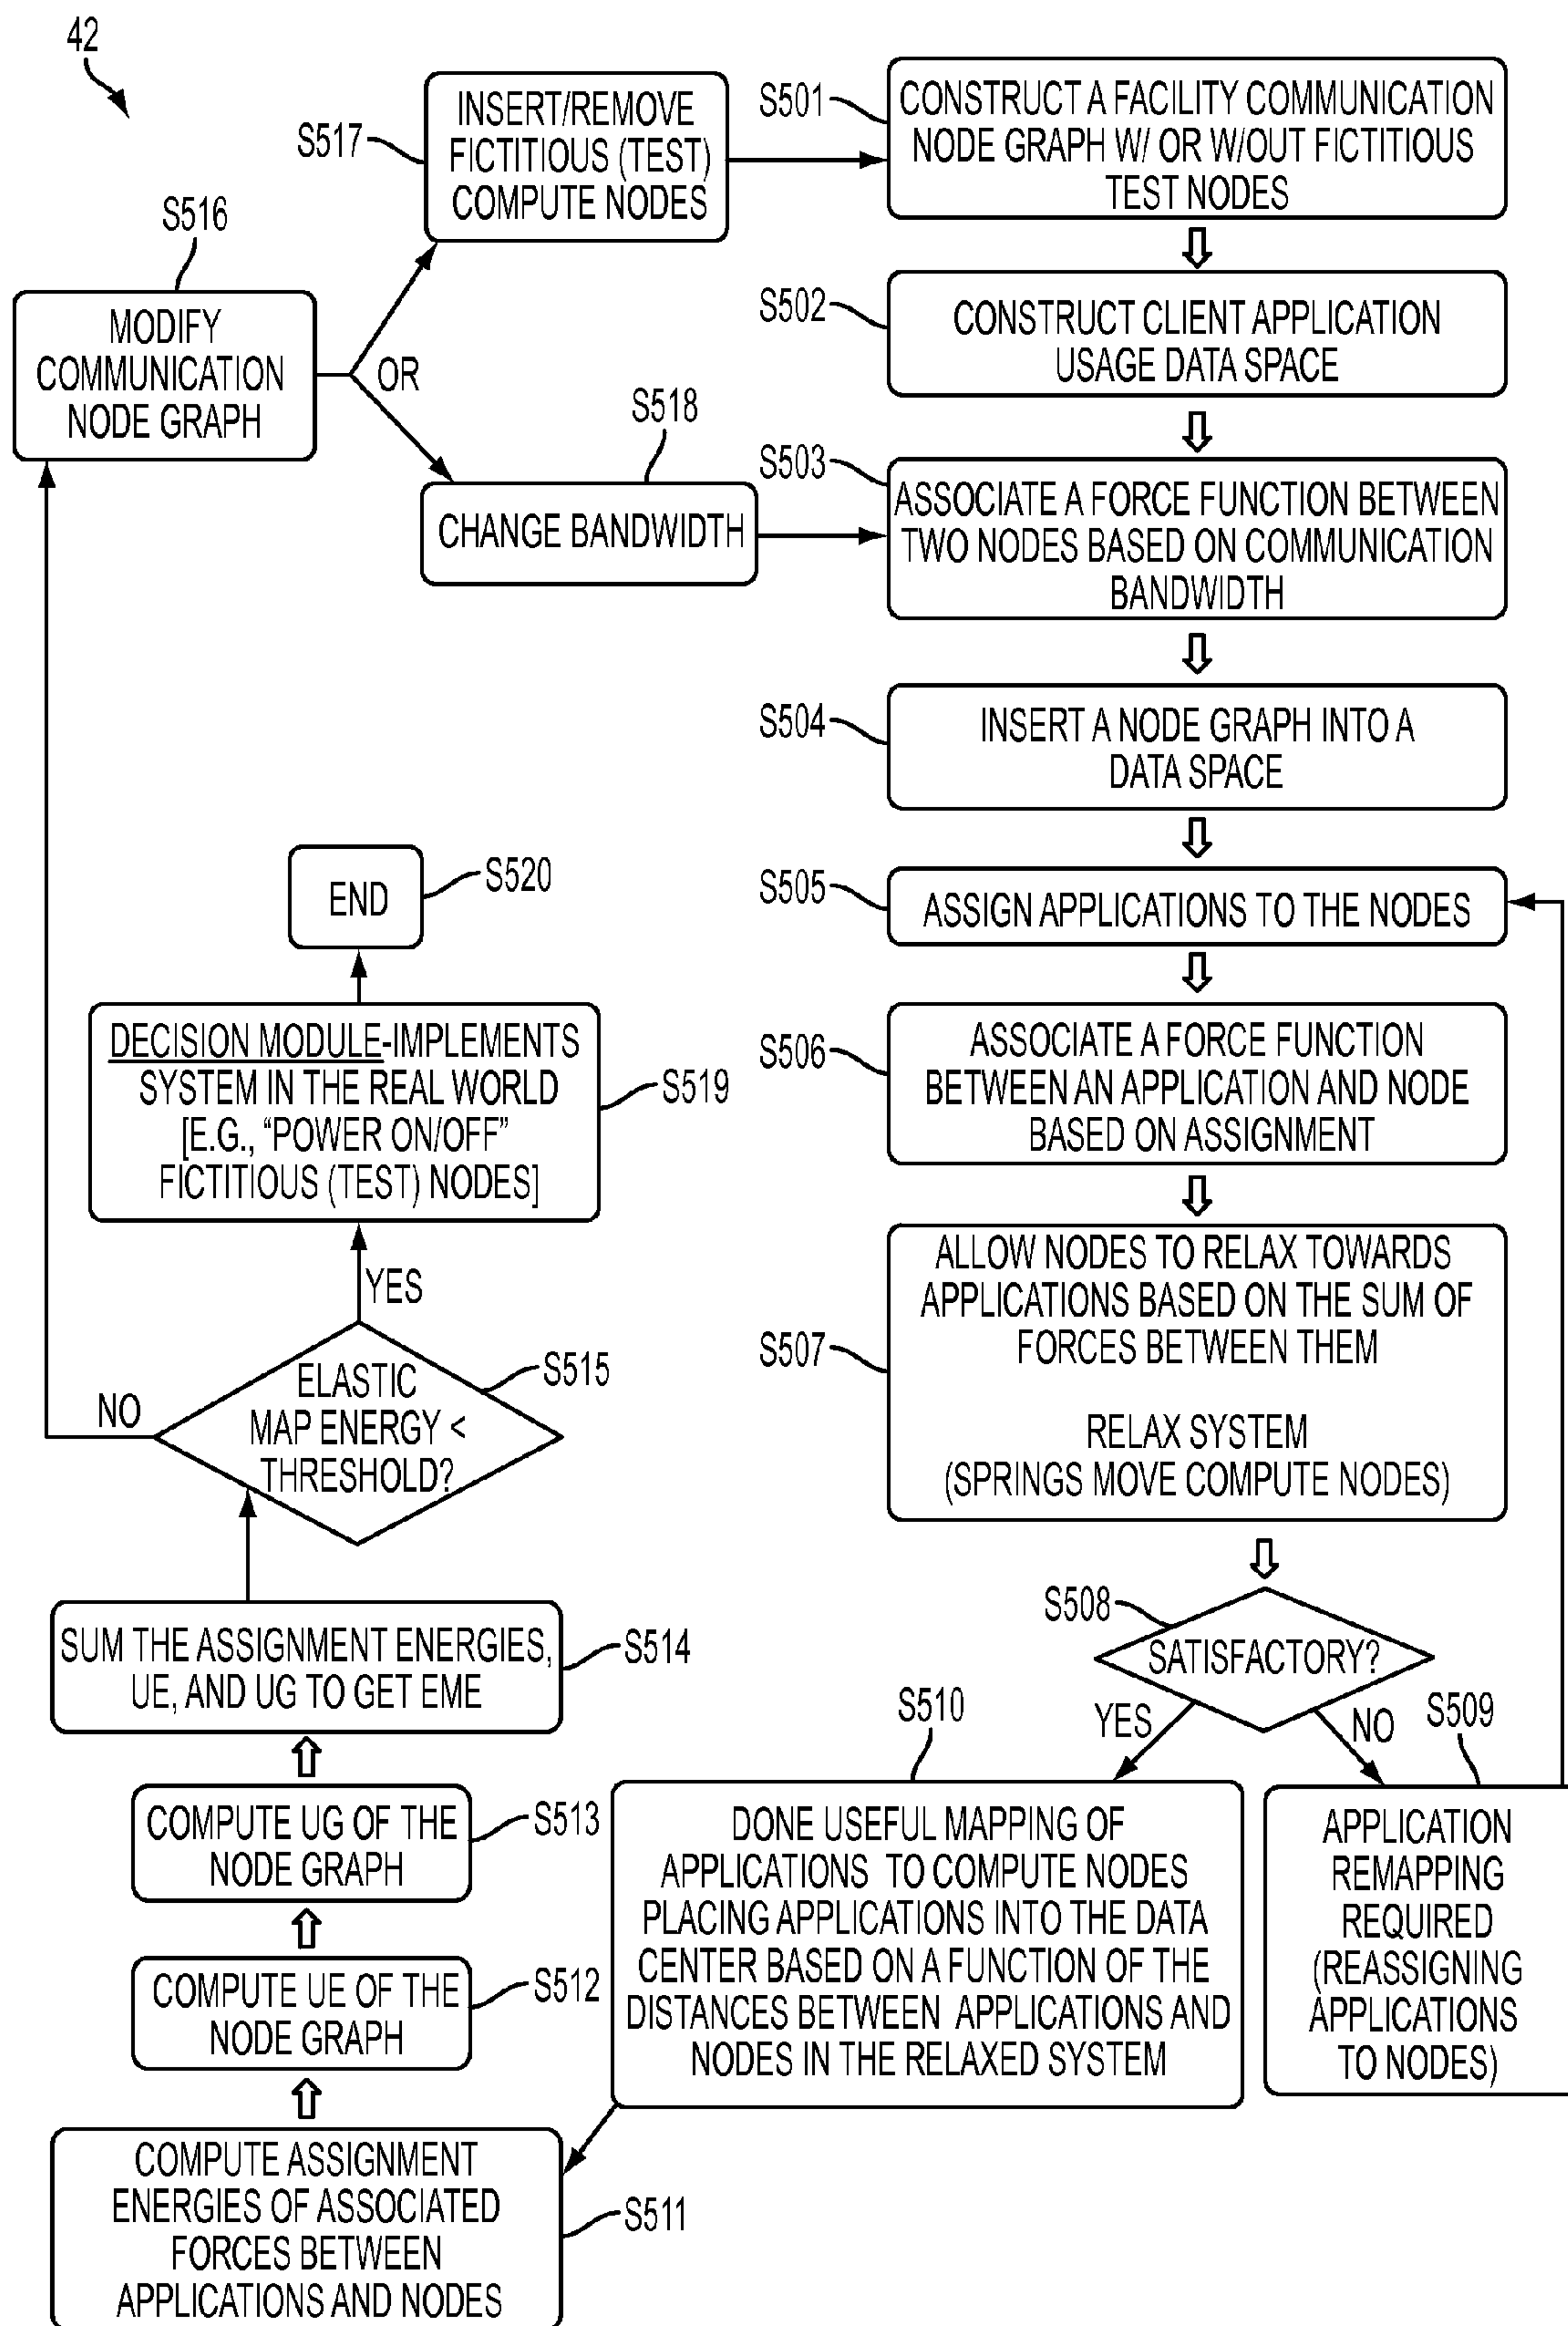 42
S517
INSERT/REMOVE
FICTITIOUS (TEST)
COMPUTE NODES
S501
CONSTRUCT A FACILITY COMMUNICATION
NODE GRAPH W/ OR W/OUT FICTITIOUS
TEST NODES
S516
MODIFY
COMMUNICATION
NODE GRAPH
OR
S502
CONSTRUCT CLIENT APPLICATION
USAGE DATA SPACE
S518
CHANGE BANDWIDTH
S503
ASSOCIATE A FORCE FUNCTION BETWEEN
TWO NODES BASED ON COMMUNICATION
BANDWIDTH
S504
INSERT A NODE GRAPH INTO A
DATA SPACE
S505
ASSIGN APPLICATIONS TO THE NODES
S506
ASSOCIATE A FORCE FUNCTION
BETWEEN AN APPLICATION AND NODE
BASED ON ASSIGNMENT
S507
ALLOW NODES TO RELAX TOWARDS
APPLICATIONS BASED ON THE SUM OF
FORCES BETWEEN THEM
RELAX SYSTEM
(SPRINGS MOVE COMPUTE NODES)
S508
SATISFACTORY?
YES
NO
S509
APPLICATION
REMAPPING
REQUIRED
(REASSIGNING
APPLICATIONS
TO NODES)
S510
DONE USEFUL MAPPING OF
APPLICATIONS TO COMPUTE NODES
PLACING APPLICATIONS INTO THE DATA
CENTER BASED ON A FUNCTION OF THE
DISTANCES BETWEEN APPLICATIONS AND
NODES IN THE RELAXED SYSTEM
COMPUTE ASSIGNMENT
ENERGIES OF ASSOCIATED
FORCES BETWEEN
APPLICATIONS AND NODES
S511
COMPUTE UE OF THE
NODE GRAPH
S512
COMPUTE UG OF THE
NODE GRAPH
S513
SUM THE ASSIGNMENT ENERGIES,
UE, AND UG TO GET EME
S514
ELASTIC
MAP ENERGY <
THRESHOLD?
S515
NO
YES
DECISION MODULE-IMPLEMENTS
SYSTEM IN THE REAL WORLD
[E.G., “POWER ON/OFF”
FICTITIOUS (TEST) NODES]
S519
END
S520